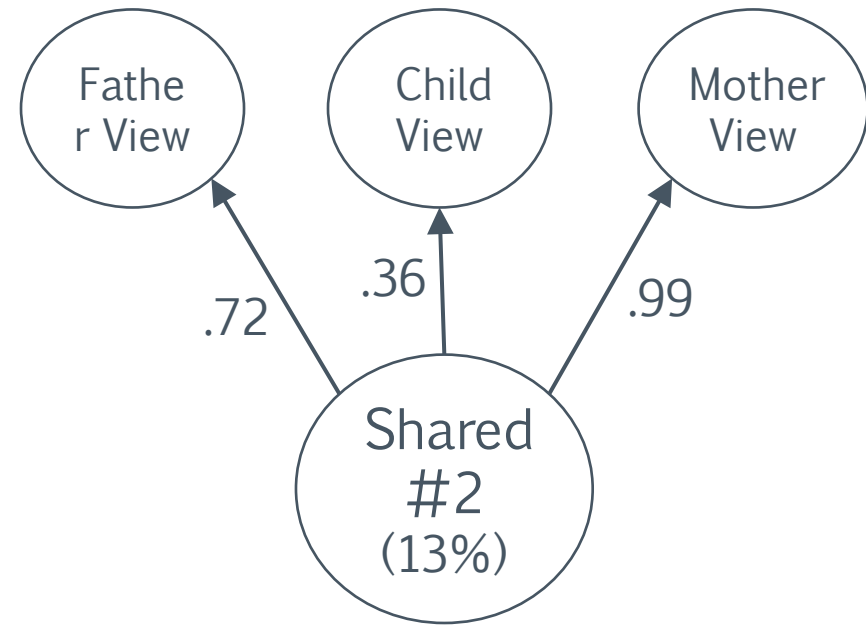 Fathe
r View
Child
View
Mother
View
.72
.36
.99
Shared
#2
(13%)